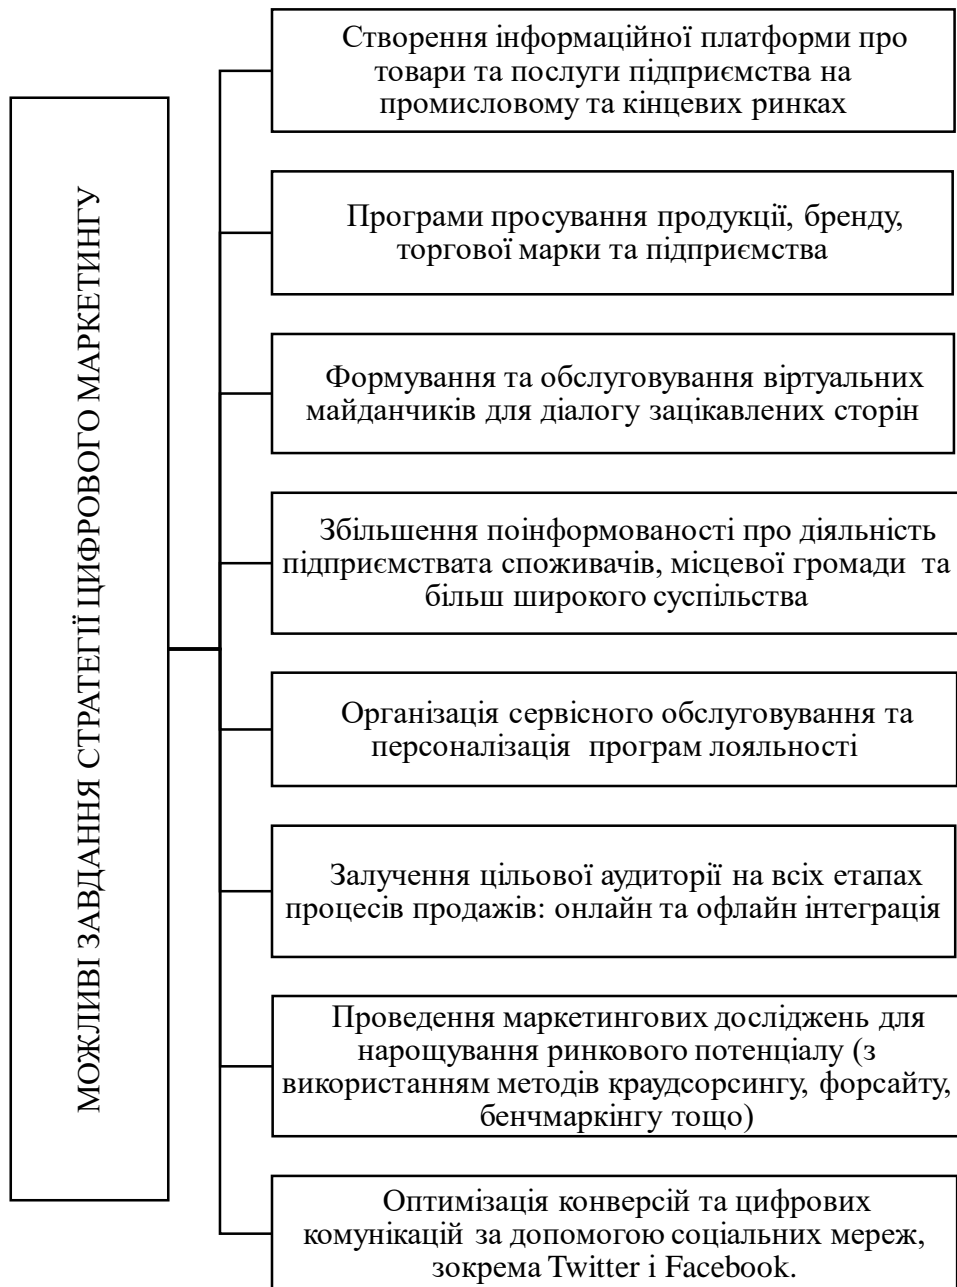 МОЖЛИВІ ЗАВДАННЯ СТРАТЕГІЇ ЦИФРОВОГО МАРКЕТИНГУ
Створення інформаційної платформи про
товари та послуги підприємства на
промисловому та кінцевих ринках
Програми просування продукції, бренду,
торгової марки та підприємства
Формування та обслуговування віртуальних
майданчиків для діалогу зацікавлених сторін
Збільшення поінформованості про діяльність
підприємствата споживачів, місцевої громади та
більш широкого суспільства
Організація сервісного обслуговування та
персоналізація програм лояльності
Залучення цільової аудиторії на всіх етапах
процесів продажів: онлайн та офлайн інтеграція
Проведення маркетингових досліджень для
нарощування ринкового потенціалу (з
використанням методів краудсорсингу, форсайту,
бенчмаркінгу тощо)
Оптимізація конверсій та цифрових
комунікацій за допомогою соціальних мереж,
зокрема Twitter і Facebook.